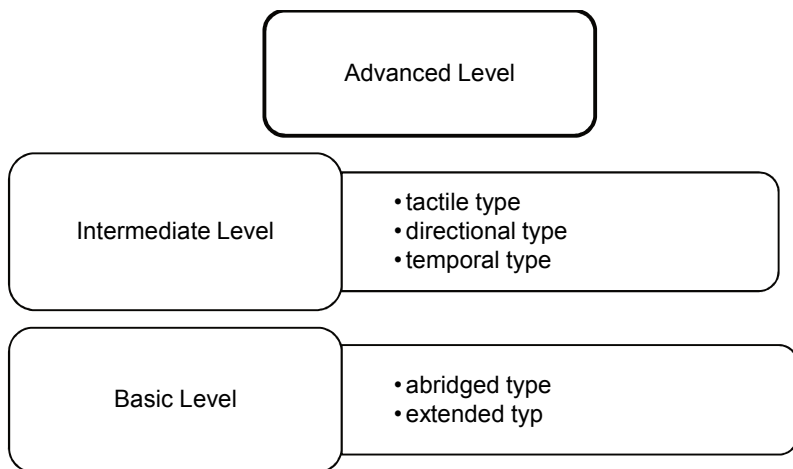 Advanced Level
Intermediate Level
• tactile type
• directional type
• temporal type
Basic Level
• abridged type
• extended typ